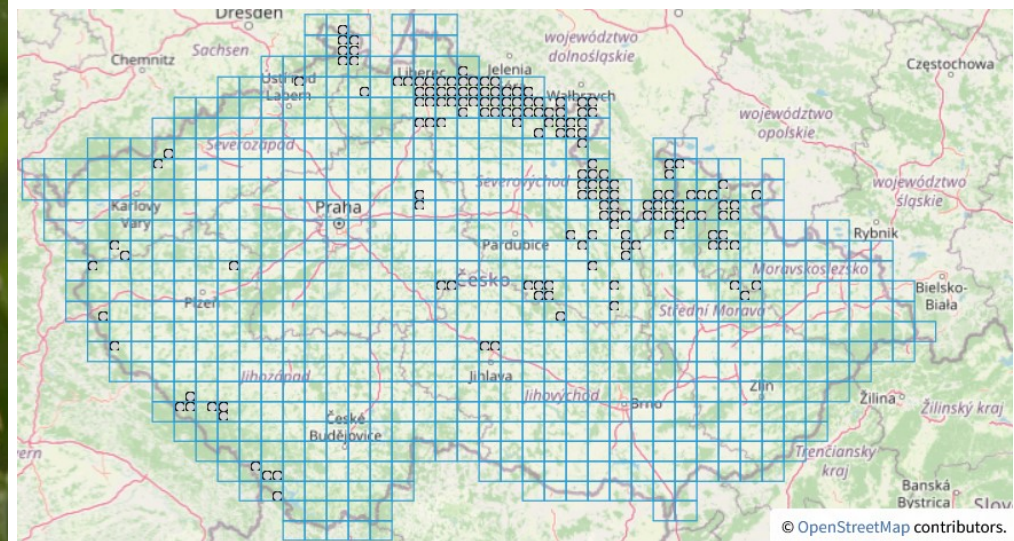 Dresden
Chemnitz
Sachsen
Ústí nad
Labem
Liberec
Jelenia
Wałbrzych
województwo
dolnośląskie
Częstochowa
województwo
opolskie
województwo
śląskie
Severozápad
Karlovy
Vary
Praha
Severovýchod
Pardubice
Rybnik
Česko
Moravskoslezsko
Bielsko-
Biała
Plzeň
Střední Morava
Jihozápad
Jihlava
Jihovýchod
Brno
Zlín
Žilina
Žilinský kraj
České
Budějovice
Trenčiansky
kraj
Banská
Bystrica
© OpenStreetMap contributors.